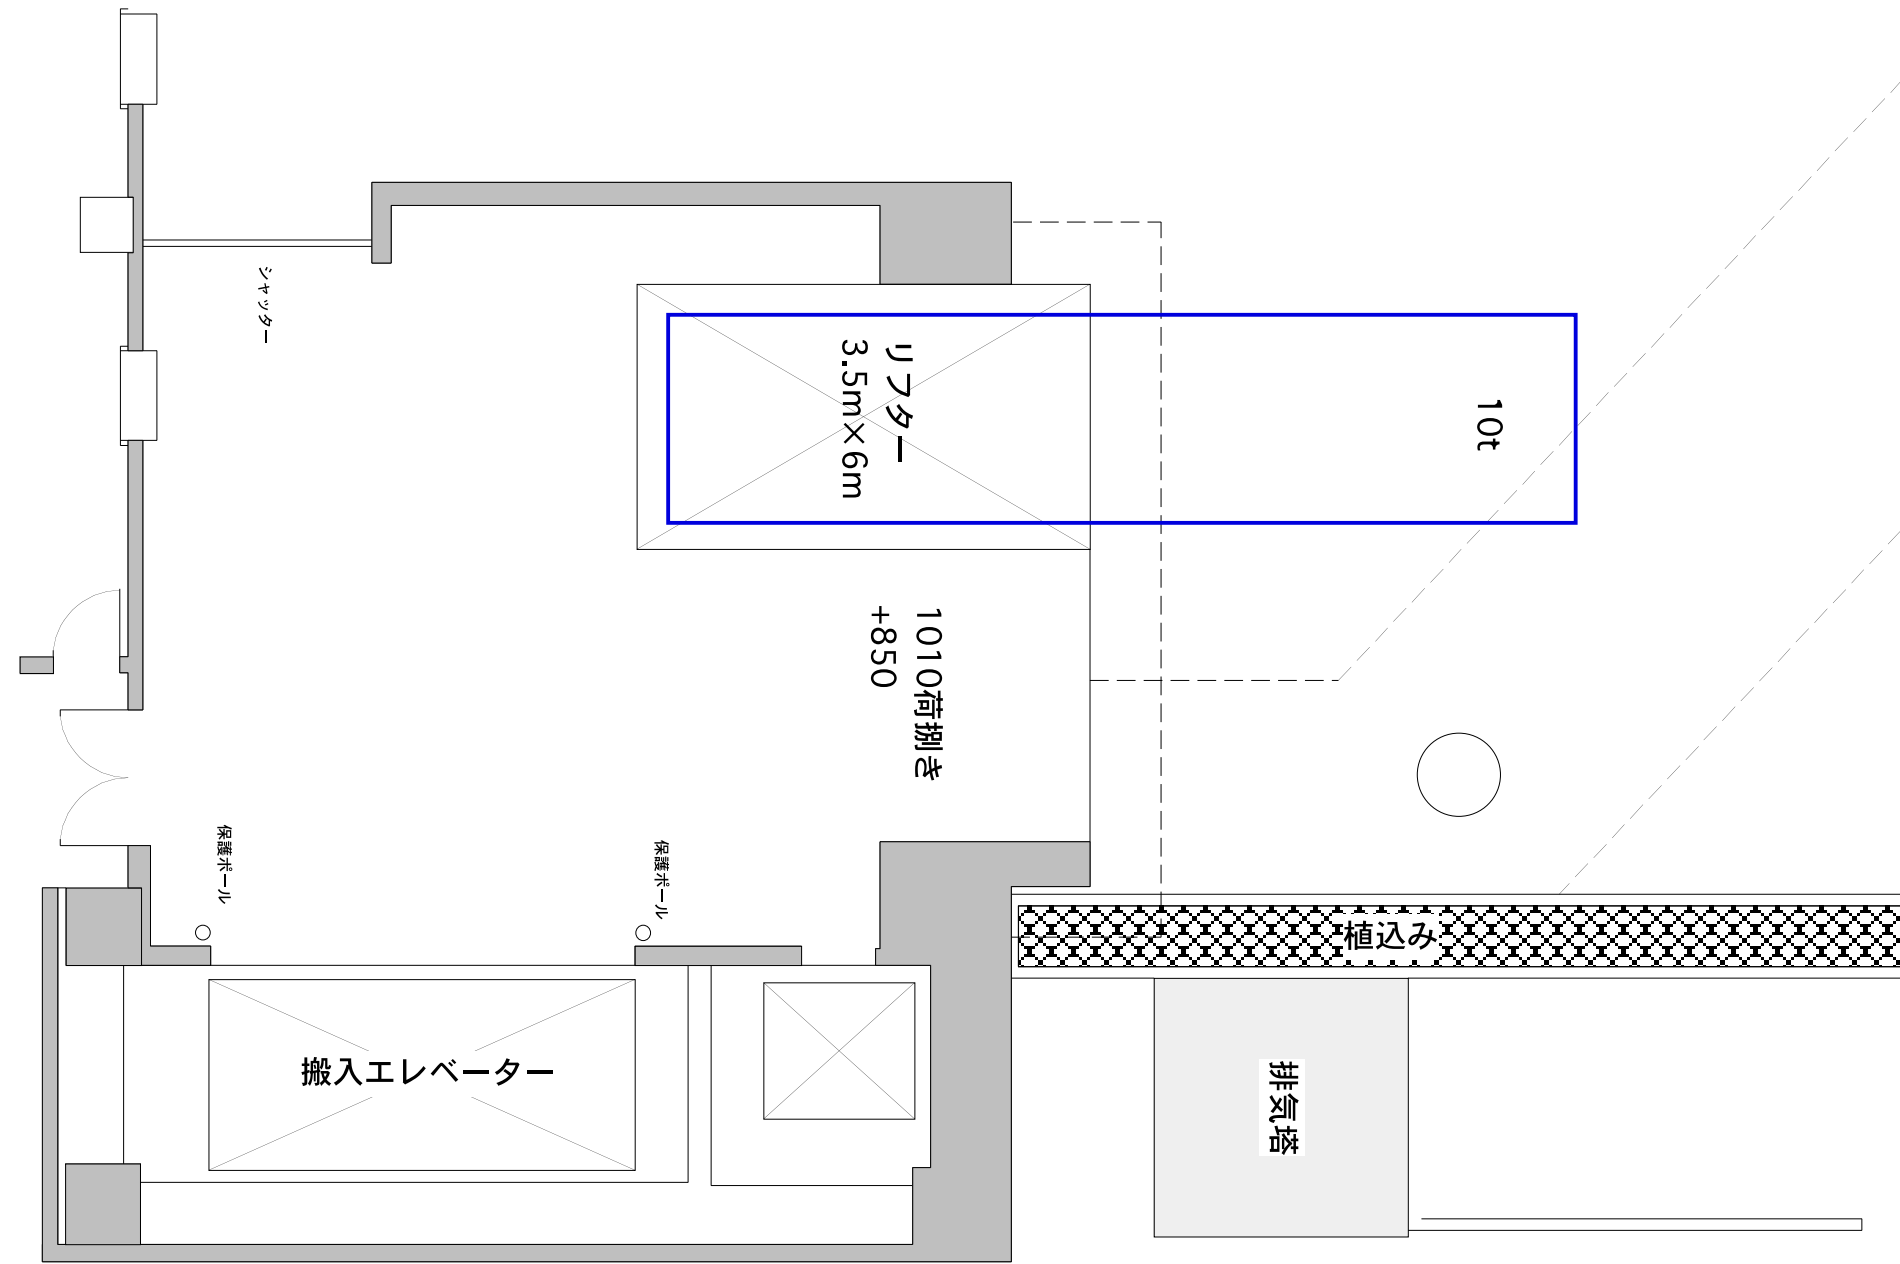 シャッター
リフター
3.5m×6m
10t
1010荷捌き
+850
保護ポール
保護ポール
植込み
搬入エレベーター
排気塔